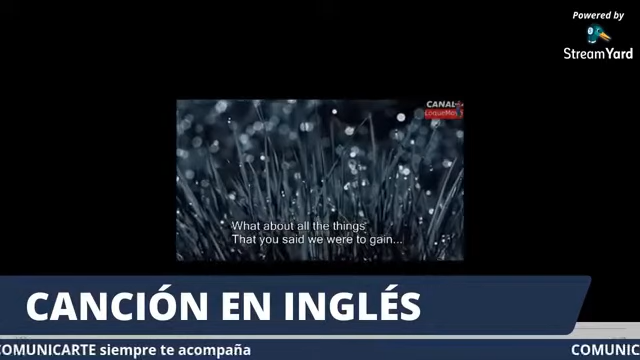 Powered by
StreamYard
CANAL+
What about all the things
That you said we were to gain...
CANCIÓN EN INGLÉS
COMUNICARTE siempre te acompaña
COMUNIC